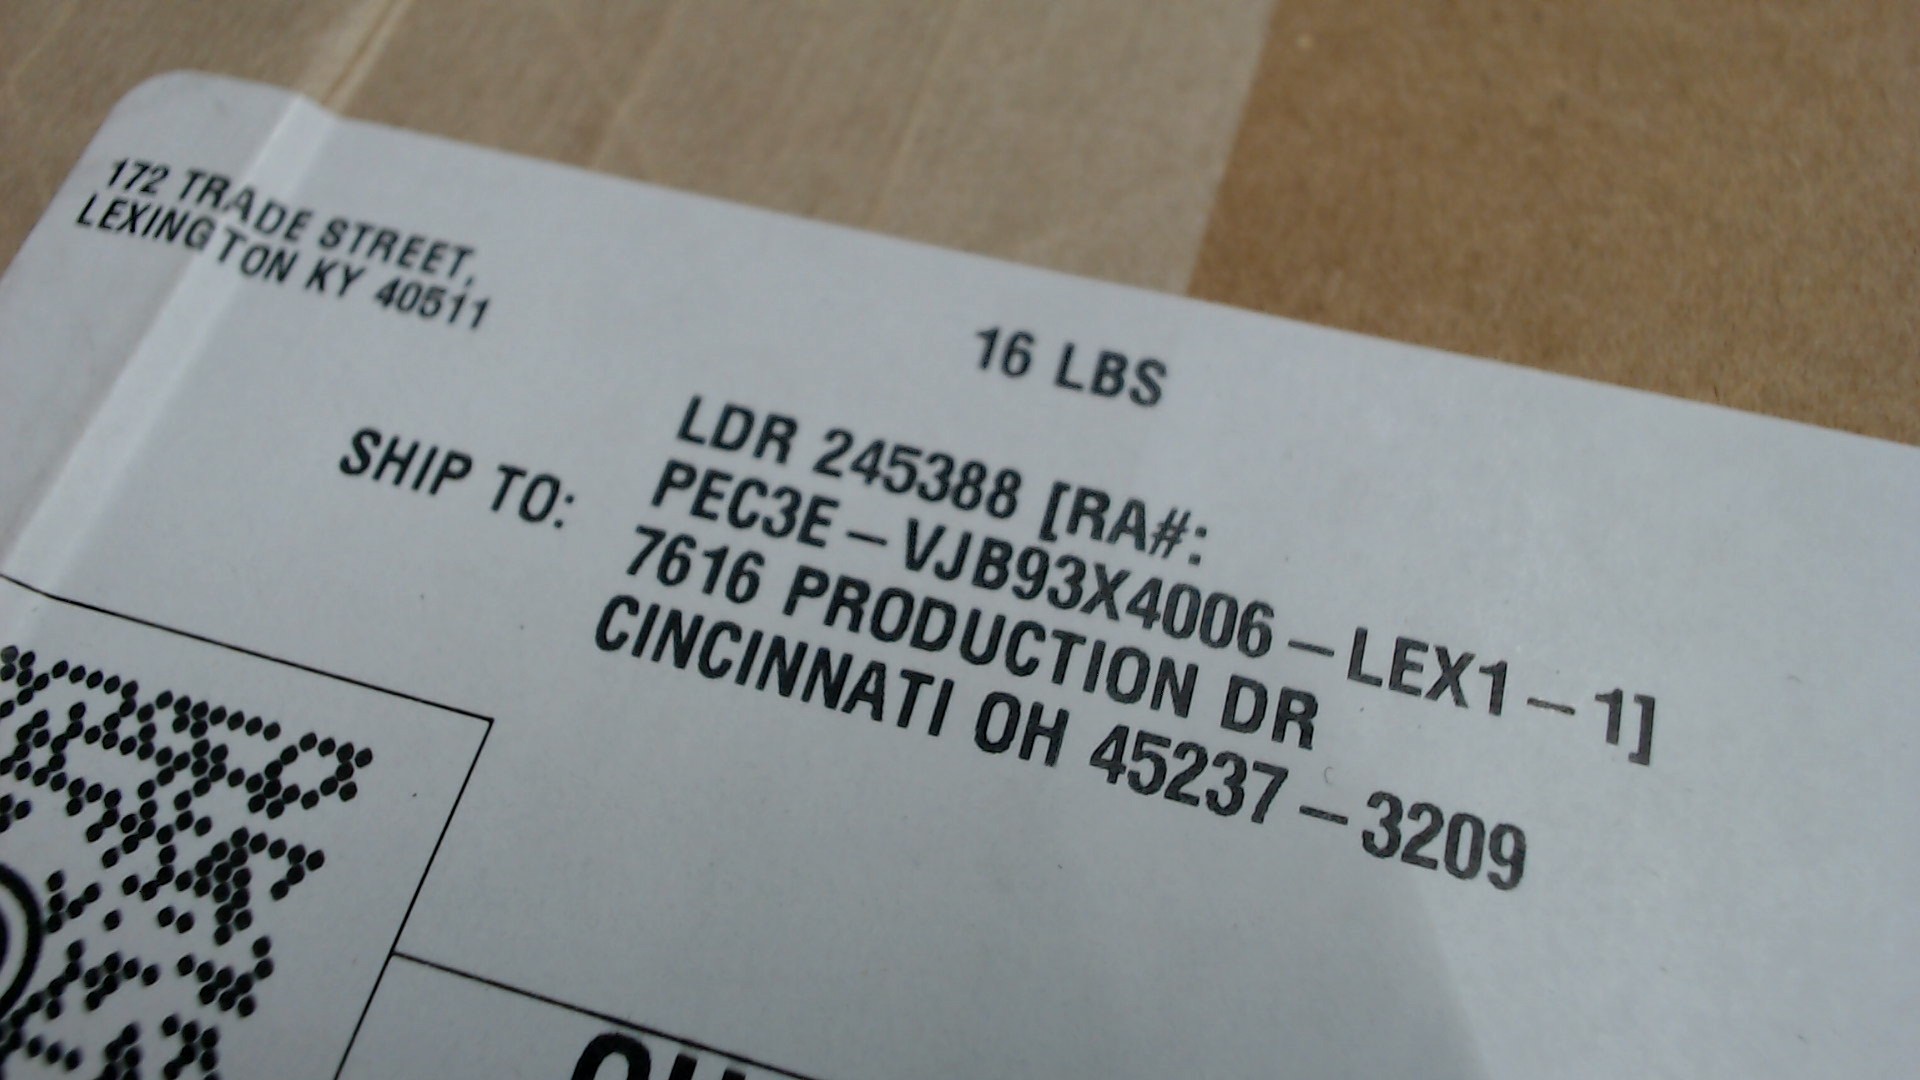 172 TRADE STREET,
LEXINGTON KY 40511
16 LBS
SHIP TO:
LDR 245388 [RA#:
PEC3E-VJB93X4006-LEX1-1]
7616 PRODUCTION DR
CINCINNATI OH 45237-3209